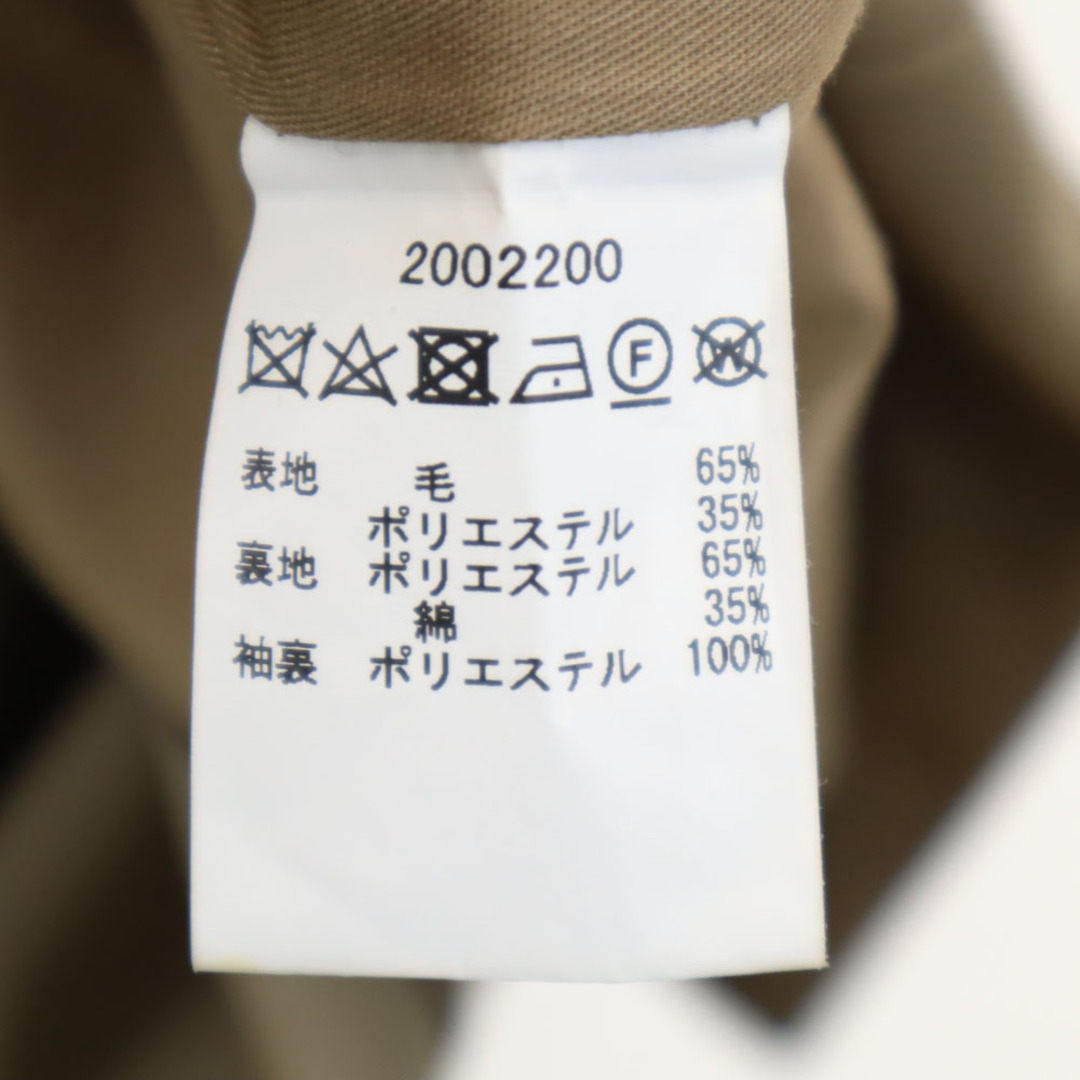 2002200
F W
表地 毛 65%
ポリエステル 35%
裏地 ポリエステル 65%
綿 35%
袖裏 ポリエステル 100%